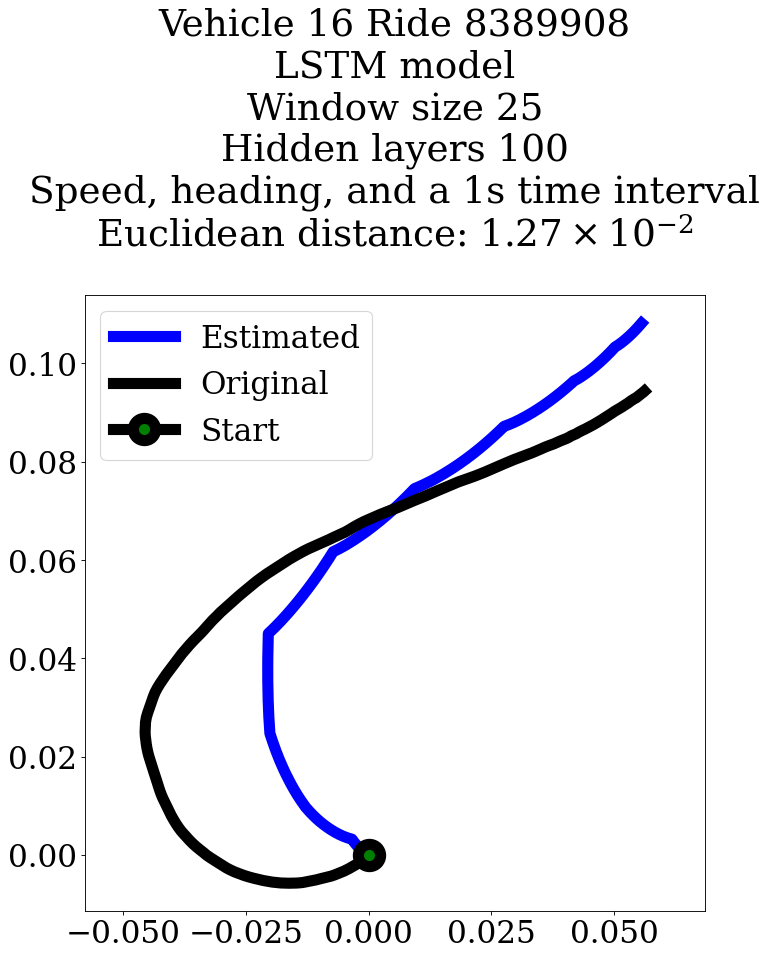 Vehicle 16 Ride 8389908
LSTM model
Window size 25
Hidden layers 100
Speed, heading, and a 1s time interval
Euclidean distance: 1.27 × 10⁻²
Estimated
Original
Start
0.10
0.08
0.06
0.04
0.02
0.00
−0.050 −0.025 0.000 0.025 0.050